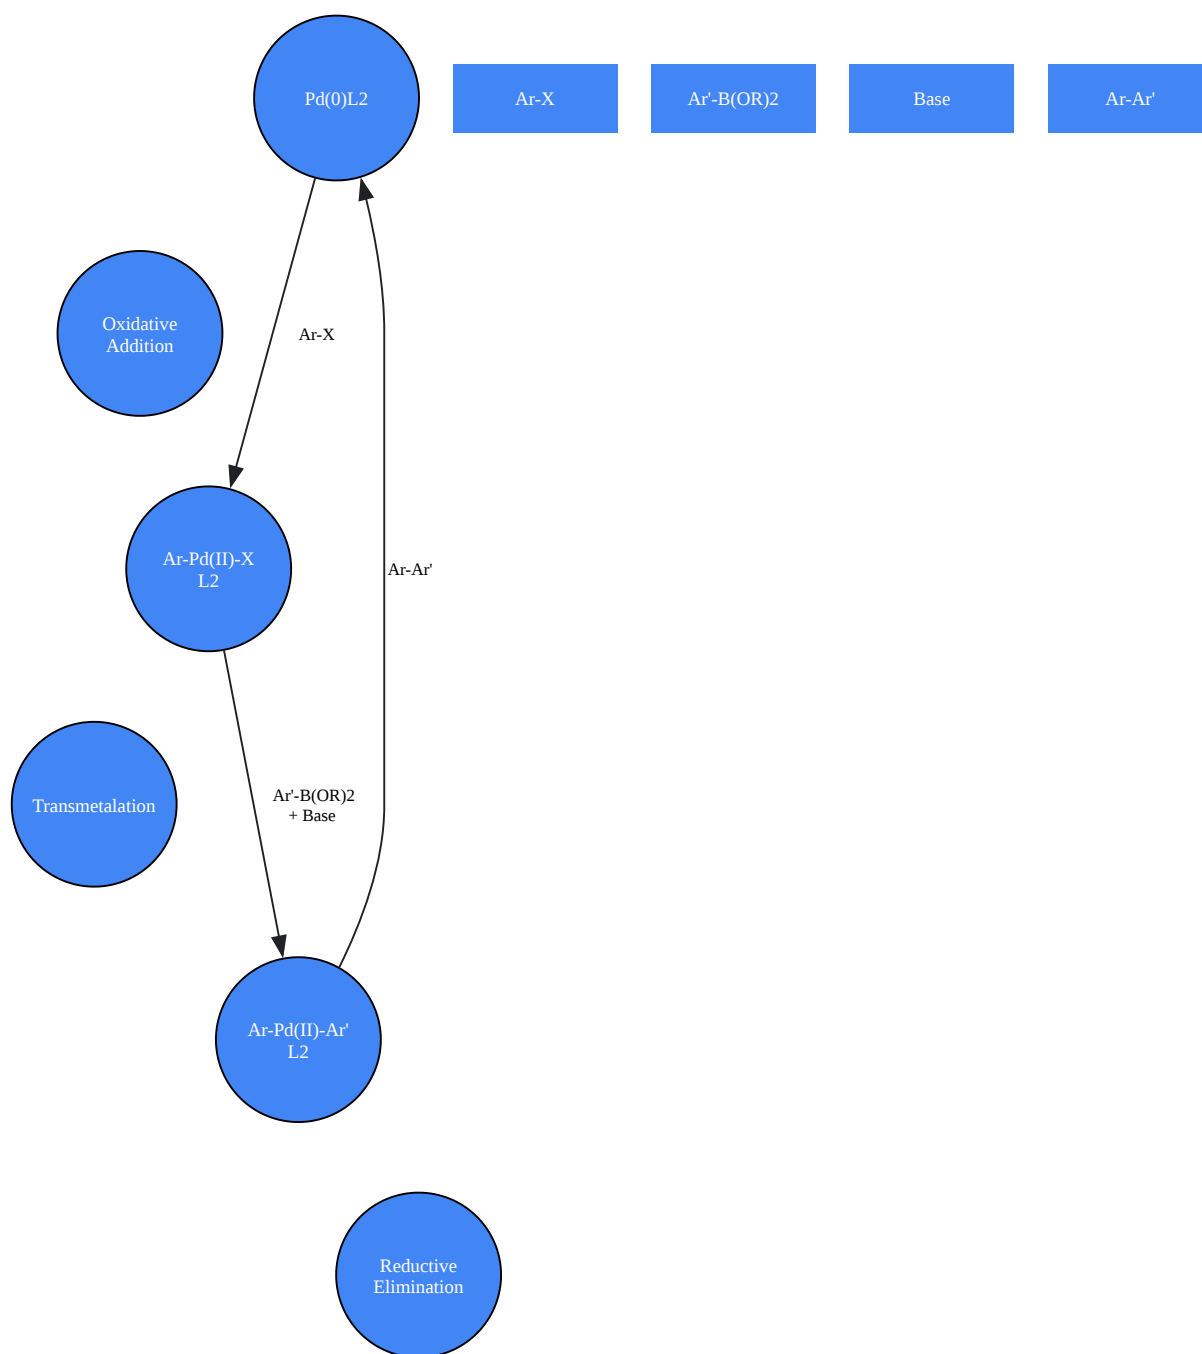 Pd(0)L2
Ar-X
Ar'-B(OR)2
Base
Ar-Ar'
Oxidative
Addition
Ar-X
Ar-Pd(II)-X
L2
Ar-Ar'
Transmetalation
Ar'-B(OR)2
+ Base
Ar-Pd(II)-Ar'
L2
Reductive
Elimination